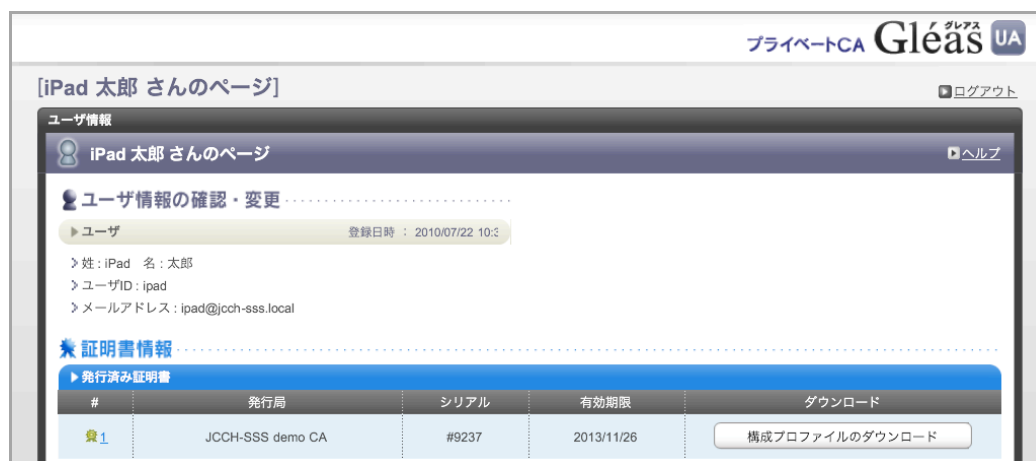 グレアス
プライベートCA Gléas UA
[iPad 太郎 さんのページ]
ログアウト
ユーザ情報
iPad 太郎 さんのページ
ヘルプ
ユーザ情報の確認・変更
ユーザ 登録日時 : 2010/07/22 10:3
姓 : iPad 名 : 太郎
ユーザID : ipad
メールアドレス : ipad@jcch-sss.local
証明書情報
発行済み証明書
# 発行局 シリアル 有効期限 ダウンロード
1 JCCH-SSS demo CA #9237 2013/11/26 構成プロファイルのダウンロード